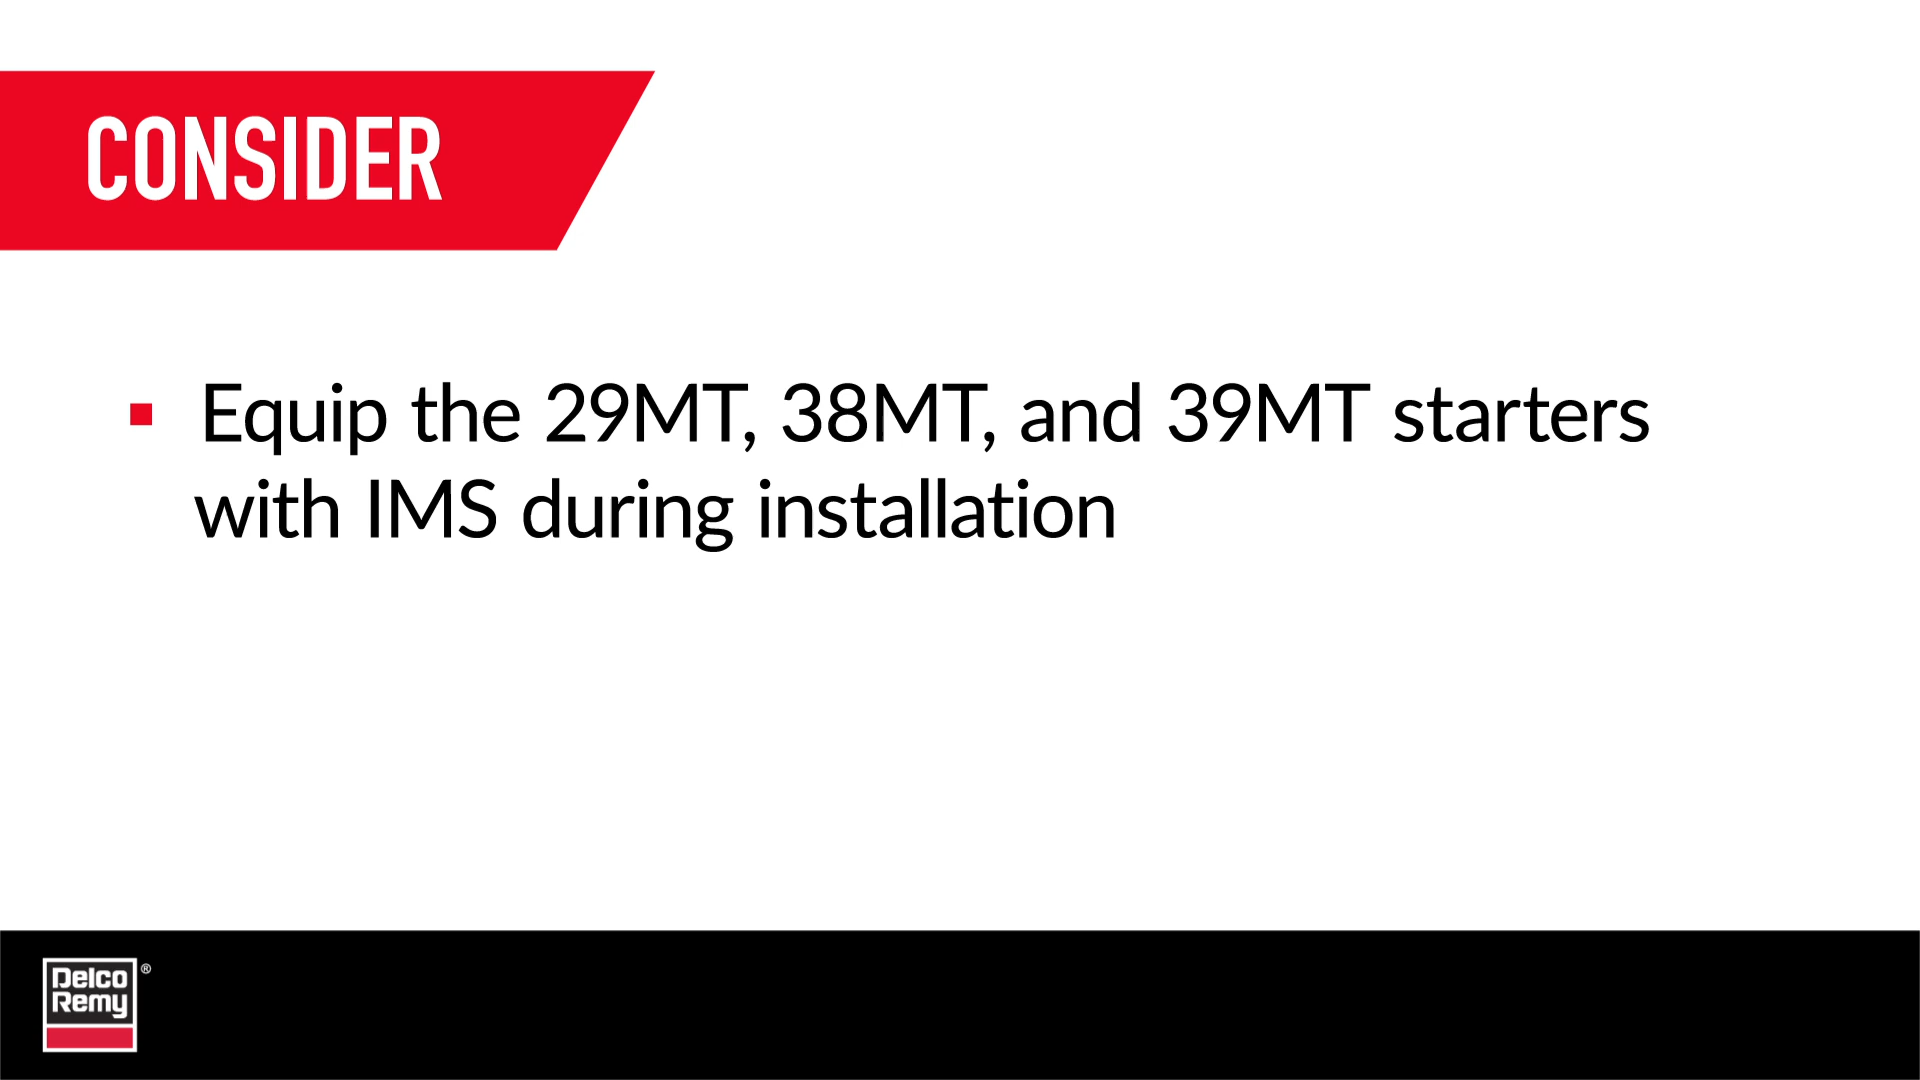 CONSIDER
▪ Equip the 29MT, 38MT, and 39MT starters
with IMS during installation
Delco
Remy
®